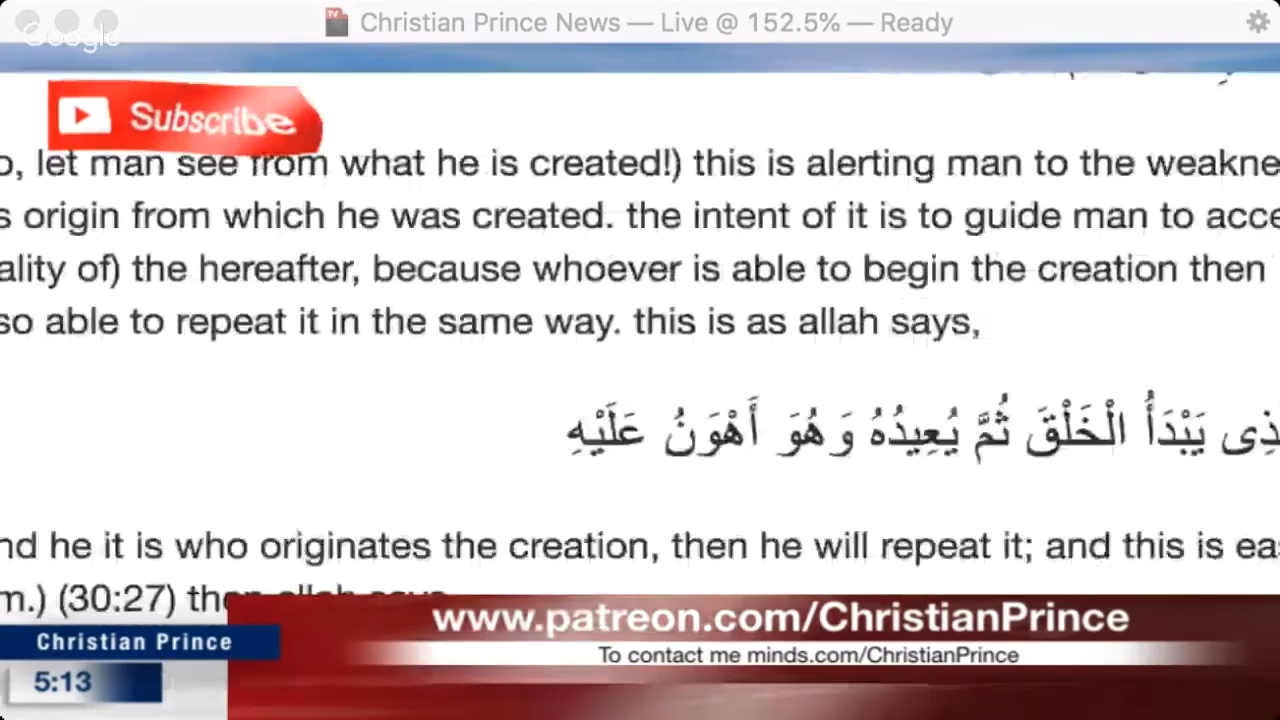 Christian Prince News — Live @ 152.5% — Ready
Google
Subscribe
let man see from what he is created!) this is alerting man to the
origin from which he was created. the intent of it is to guide man to
of) the hereafter, because whoever is able to begin the creation then
so able to repeat it in the same way. this is as allah says,
يَبْدَأُ الْخَلْقَ ثُمَّ يُعِيدُهُ وَهُوَ أَهْوَنُ عَلَيْهِ
he it is who originates the creation, then he will repeat it; and this is
(30:27) then allah says
www.patreon.com/ChristianPrince
To contact me minds.com/ChristianPrince
Christian Prince
5:13